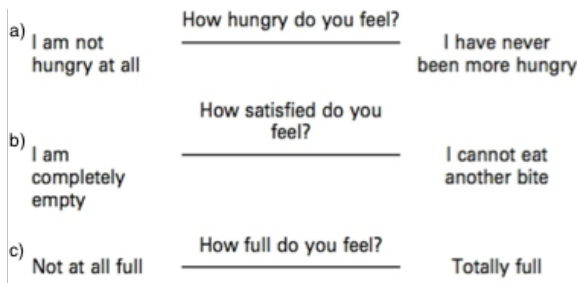 a)
How hungry do you feel?
I am not
hungry at all
I have never
been more hungry
b)
How satisfied do you
feel?
I am
completely
empty
I cannot eat
another bite
c)
How full do you feel?
Not at all full
Totally full